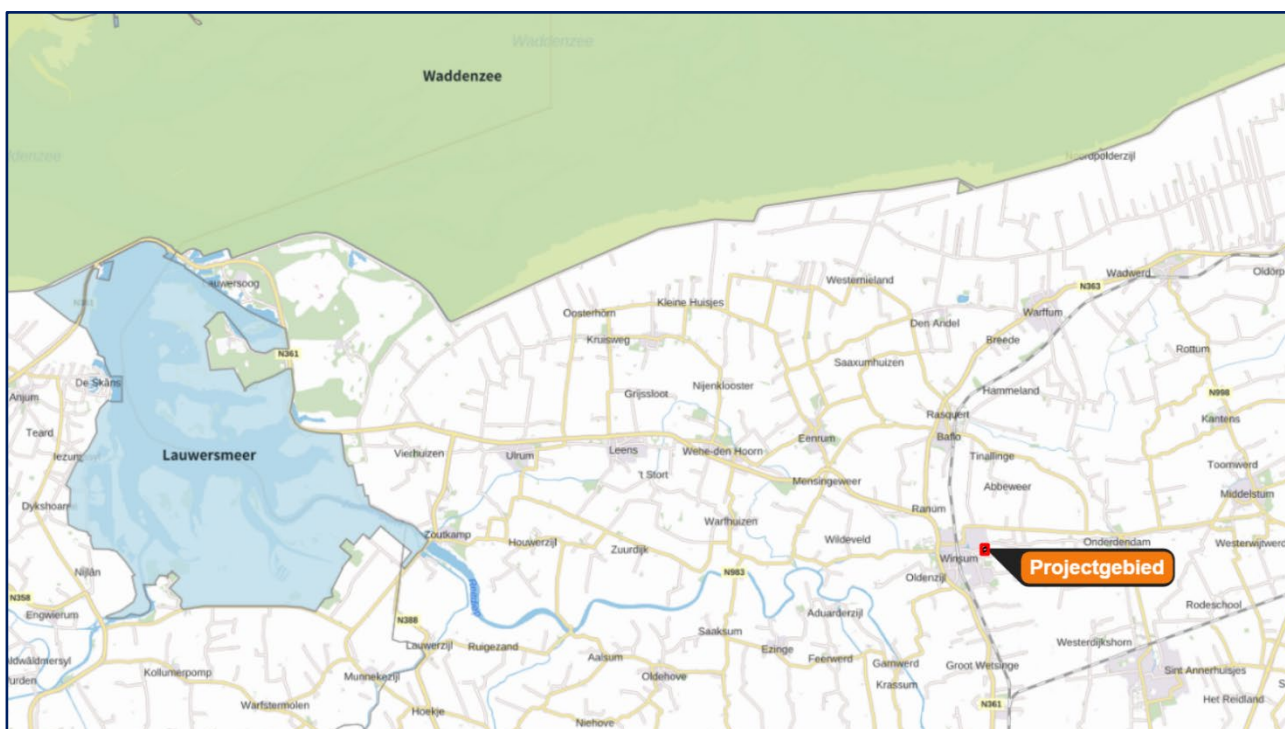 Waddenzee
Waddenzee
Noordpolderzijl
Wadwerd
Oldörp
N363
Westernieland
Kleine Huisjes
Oosterhörn
Den Andel
Warffum
Kruisweg
Breede
Rottum
Saaxumhuizen
N361
De Skâns
Nijenklooster
Hammeland
N998
Anjum
Grijssloot
Rasquert
Kantens
Teard
Eenrum
Baflo
Lauwersmeer
Vierhuizen
Ulrum
Leens
Wehe-den Hoorn
Tinallinge
Toomwerd
't Stort
Mensingeweer
Abbeweer
Middelstum
Ranum
Warfhuizen
Zoutkamp
Houwerzijl
Wildeveld
Onderdendam
Westerwijtwerd
Zuurdijk
Winsum
Projectgebied
Nijlân
N983
Oldenzijl
N358
Engwierum
Aduarderzijl
Rodeschool
N388
Saaksum
Lauwerzijl
Ruigezand
Ezinge
Feerwerd
Westerdijkshorn
Aalsum
Garnwerd
Groot Wetsinge
Sint Annerhuisjes
Kollumerpomp
Munnekezijl
Oldehove
Krassum
Het Reidland
Warfstermolen
Hoekje
N361
Niehove